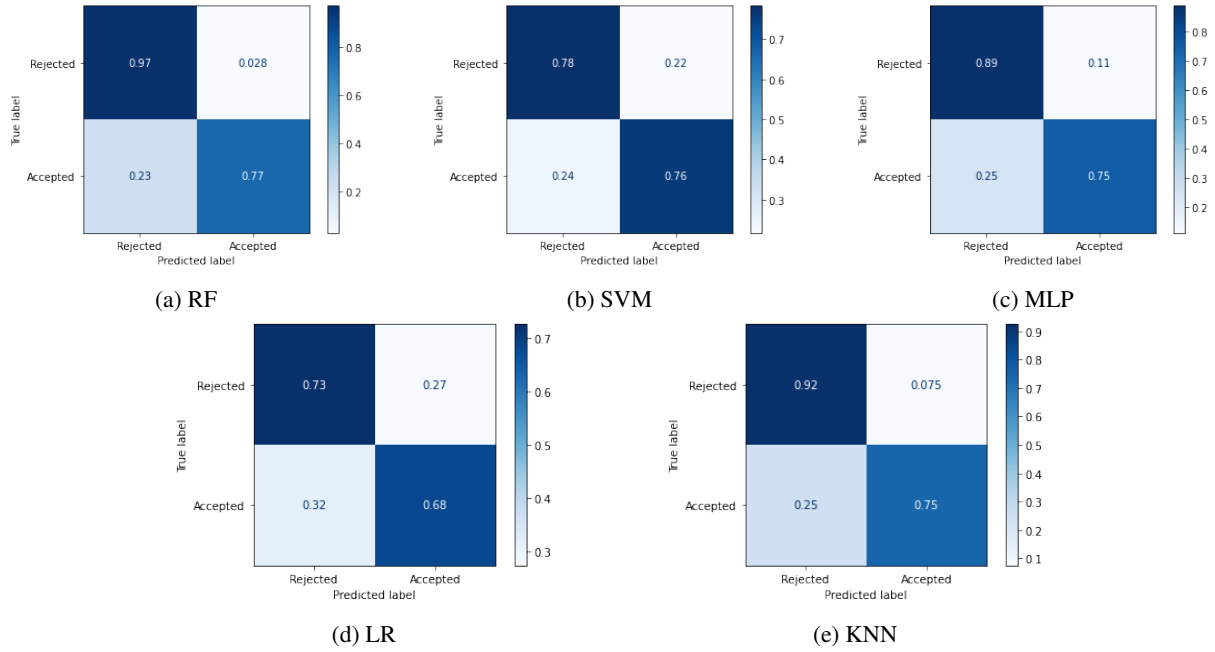 True label
Rejected
Accepted
0.97
0.028
0.23
0.77
Rejected
Accepted
Predicted label
0.8
0.6
0.4
0.2
(a) RF
True label
Rejected
Accepted
0.78
0.22
0.24
0.76
Rejected
Accepted
Predicted label
0.7
0.6
0.5
0.4
0.3
(b) SVM
True label
Rejected
Accepted
0.89
0.11
0.25
0.75
Rejected
Accepted
Predicted label
0.8
0.7
0.6
0.5
0.4
0.3
0.2
(c) MLP
True label
Rejected
Accepted
0.73
0.27
0.32
0.68
Rejected
Accepted
Predicted label
0.7
0.6
0.5
0.4
0.3
(d) LR
True label
Rejected
Accepted
0.92
0.075
0.25
0.75
Rejected
Accepted
Predicted label
0.9
0.8
0.7
0.6
0.5
0.4
0.3
0.2
0.1
(e) KNN